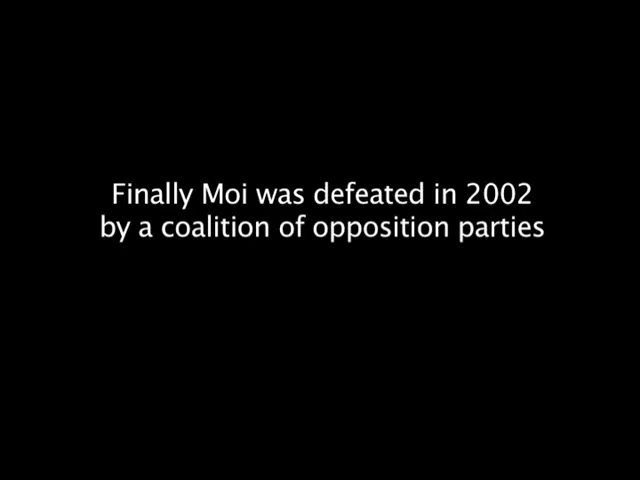 Finally Moi was defeated in 2002
by a coalition of opposition parties